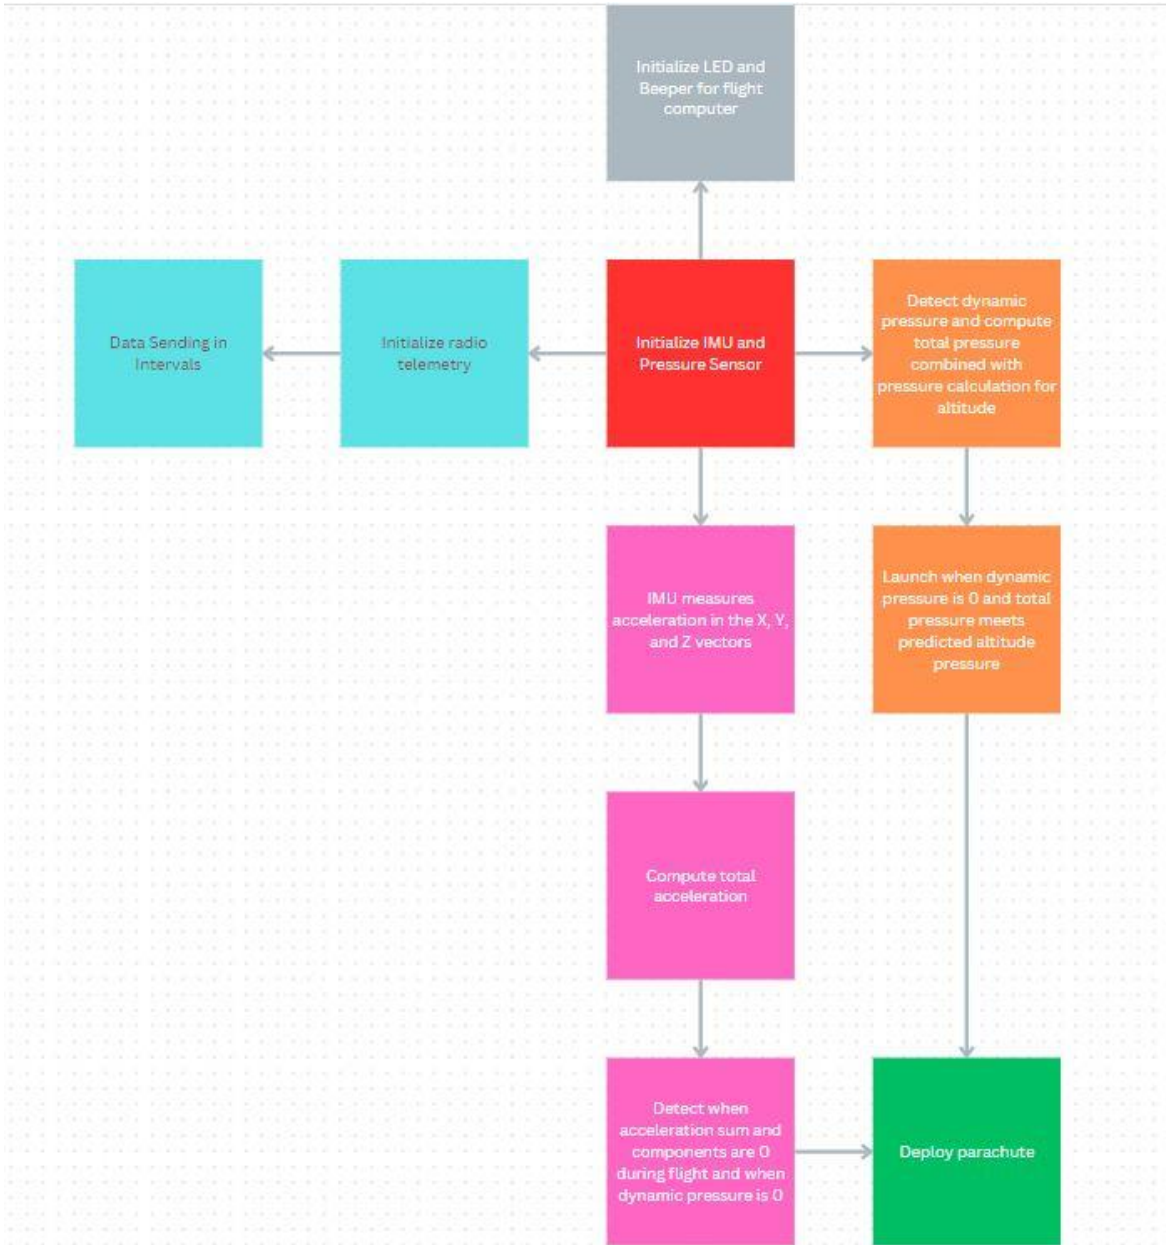 Initialize LED and
Beeper for flight
computer
Data Sending in
Intervals
Initialize radio
telemetry
Initialize IMU and
Pressure Sensor
Detect dynamic
pressure and compute
total pressure
combined with
pressure calculation for
altitude
IMU measures
acceleration in the X, Y,
and Z vectors
Launch when dynamic
pressure is 0 and total
pressure meets
predicted altitude
pressure
Compute total
acceleration
Detect when
acceleration sum and
components are 0
during flight and when
dynamic pressure is 0
Deploy parachute